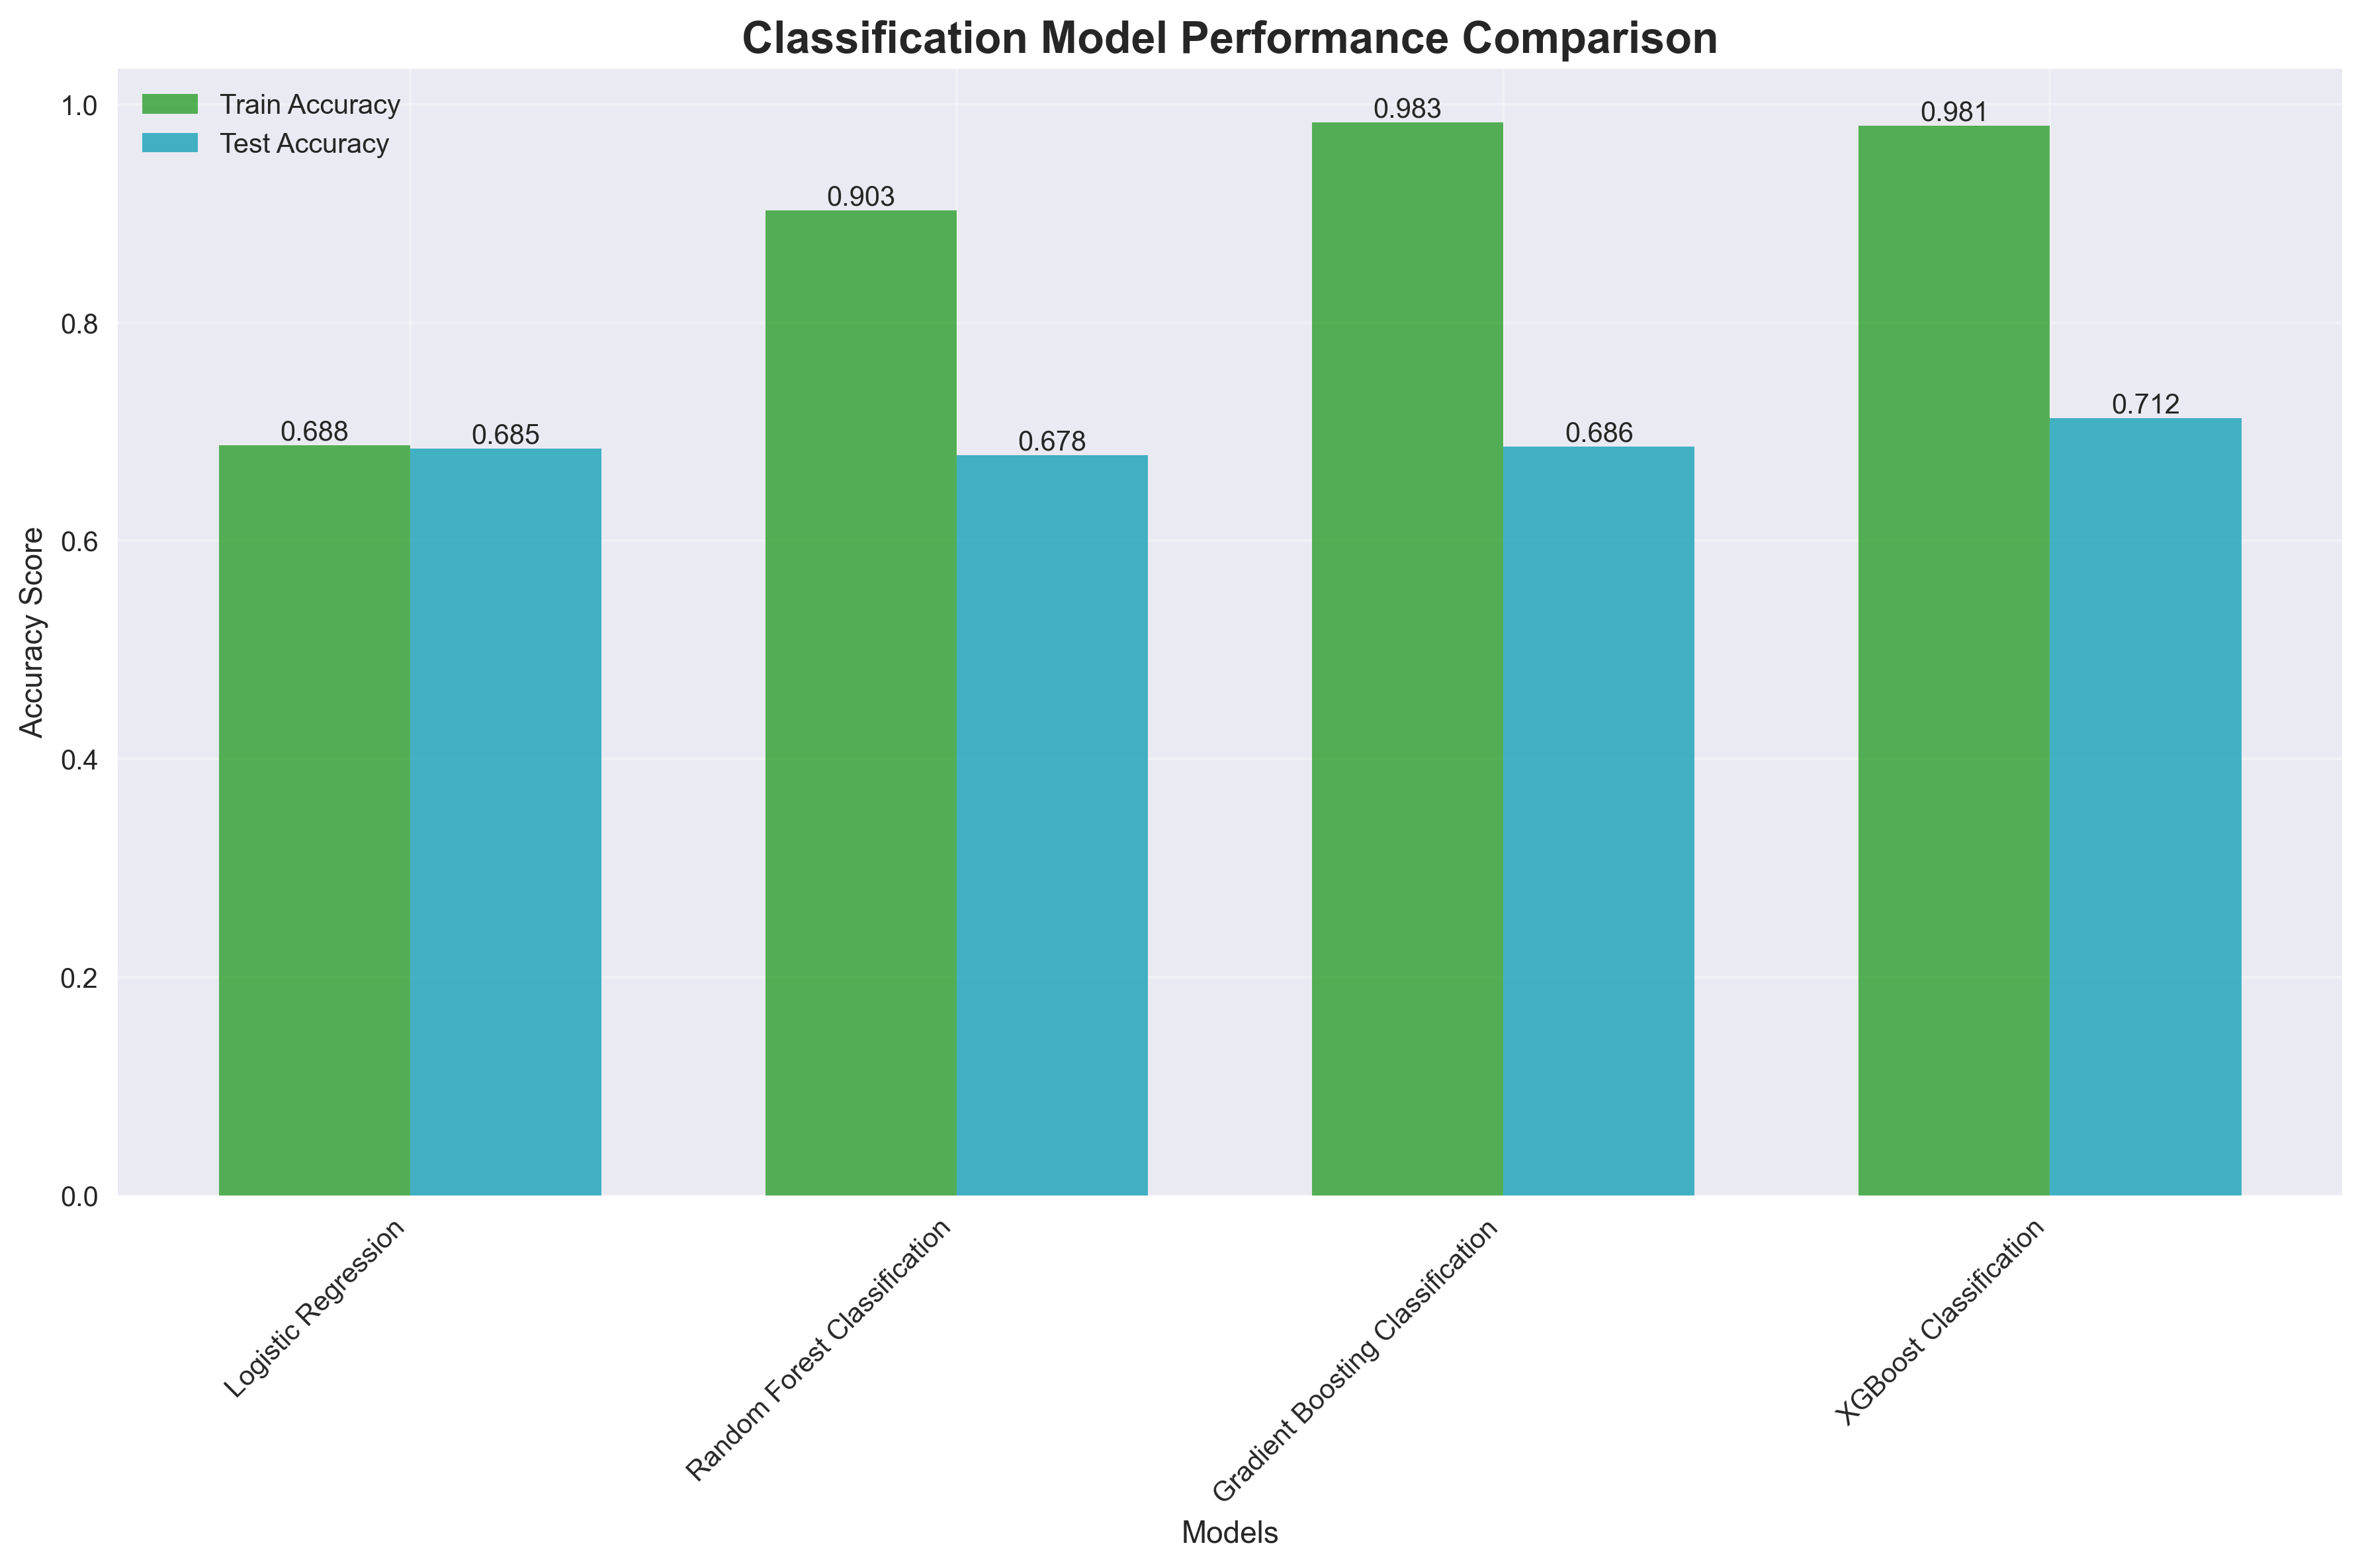 Classification Model Performance Comparison
Train Accuracy
Test Accuracy
Accuracy Score
1.0
0.8
0.6
0.4
0.2
0.0
0.688
0.685
0.903
0.678
0.983
0.686
0.981
0.712
Logistic Regression
Random Forest Classification
Gradient Boosting Classification
XGBoost Classification
Models